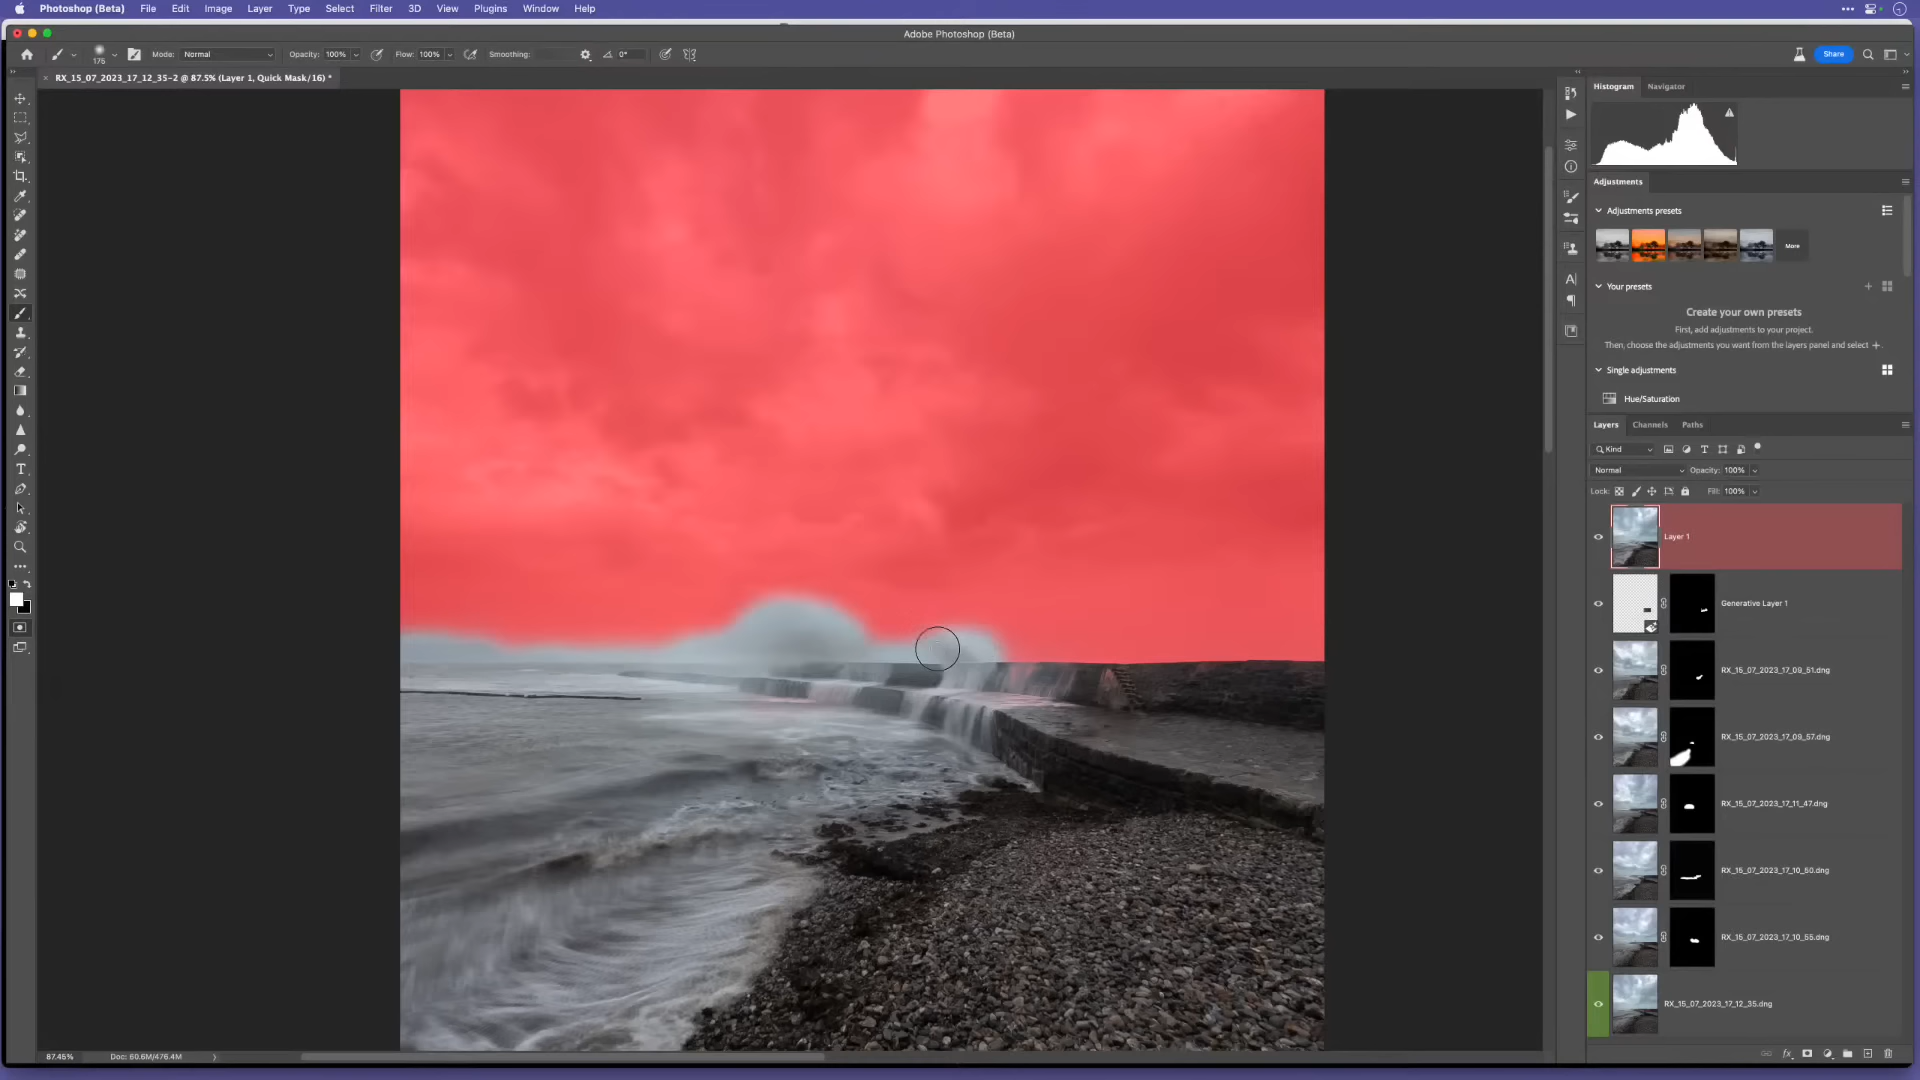 Photoshop (Beta) File Edit Image Layer Type Select Filter 3D View Plugins Window Help
Adobe Photoshop (Beta)
175 Mode: Normal Opacity: 100% Flow: 100% Smoothing: 0° Share
RX_15_07_2023_17_12_35-2 @ 87.5% (Layer 1, Quick Mask/16) *
Histogram Navigator
Adjustments
Adjustments presets
More
Your presets
Create your own presets
First, add adjustments to your project.
Then, choose the adjustments you want from the layers panel and select +.
Single adjustments
Hue/Saturation
Layers Channels Paths
Kind
Normal Opacity: 100%
Lock: Fill: 100%
Layer 1
Generative Layer 1
RX_15_07_2023_17_09_51.dng
RX_15_07_2023_17_09_57.dng
RX_15_07_2023_17_11_47.dng
RX_15_07_2023_17_10_50.dng
RX_15_07_2023_17_10_55.dng
RX_15_07_2023_17_12_35.dng
87.45% Doc: 60.6M/476.4M